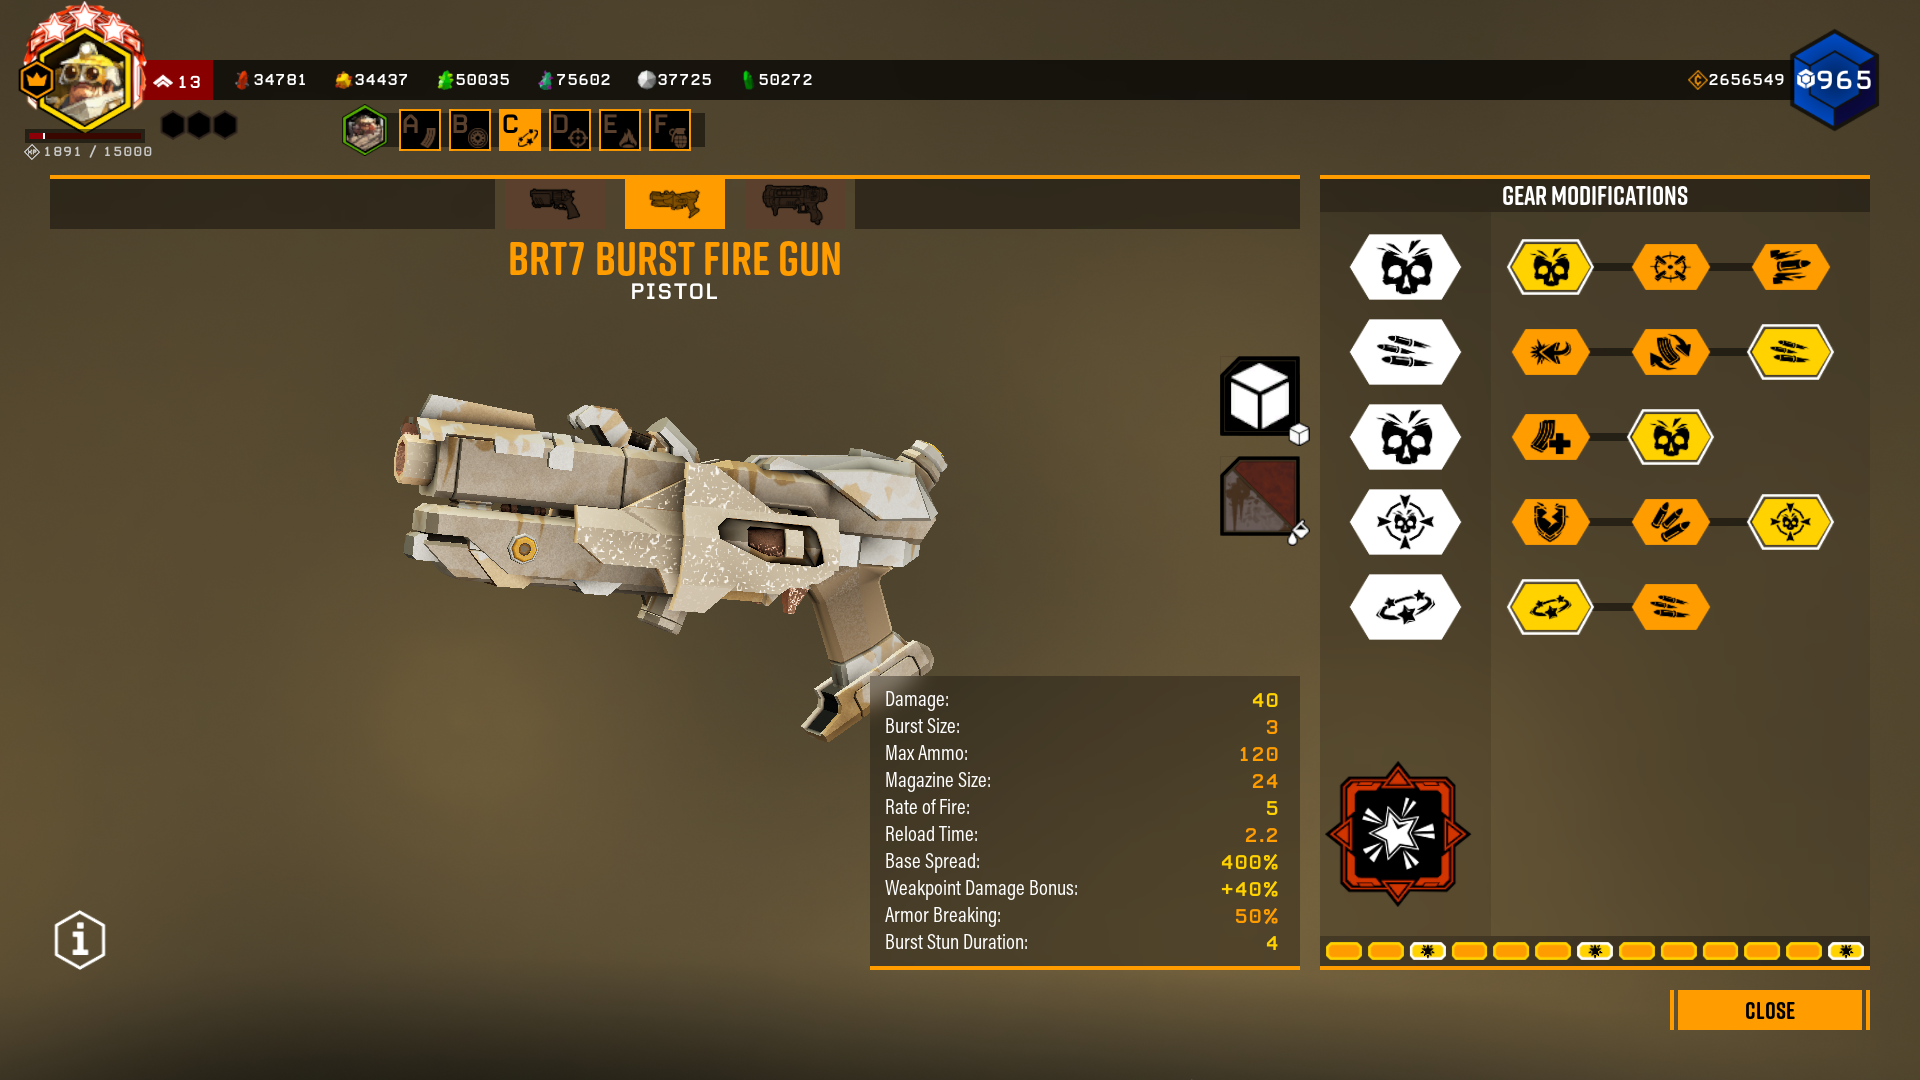 13
34781
34437
50035
75602
37725
50272
2656549
965
1891 / 15000
A
B
C
D
E
F
GEAR MODIFICATIONS
BRT7 BURST FIRE GUN
PISTOL
Damage: 40
Burst Size: 3
Max Ammo: 120
Magazine Size: 24
Rate of Fire: 5
Reload Time: 2.2
Base Spread: 400%
Weakpoint Damage Bonus: +40%
Armor Breaking: 50%
Burst Stun Duration: 4
CLOSE